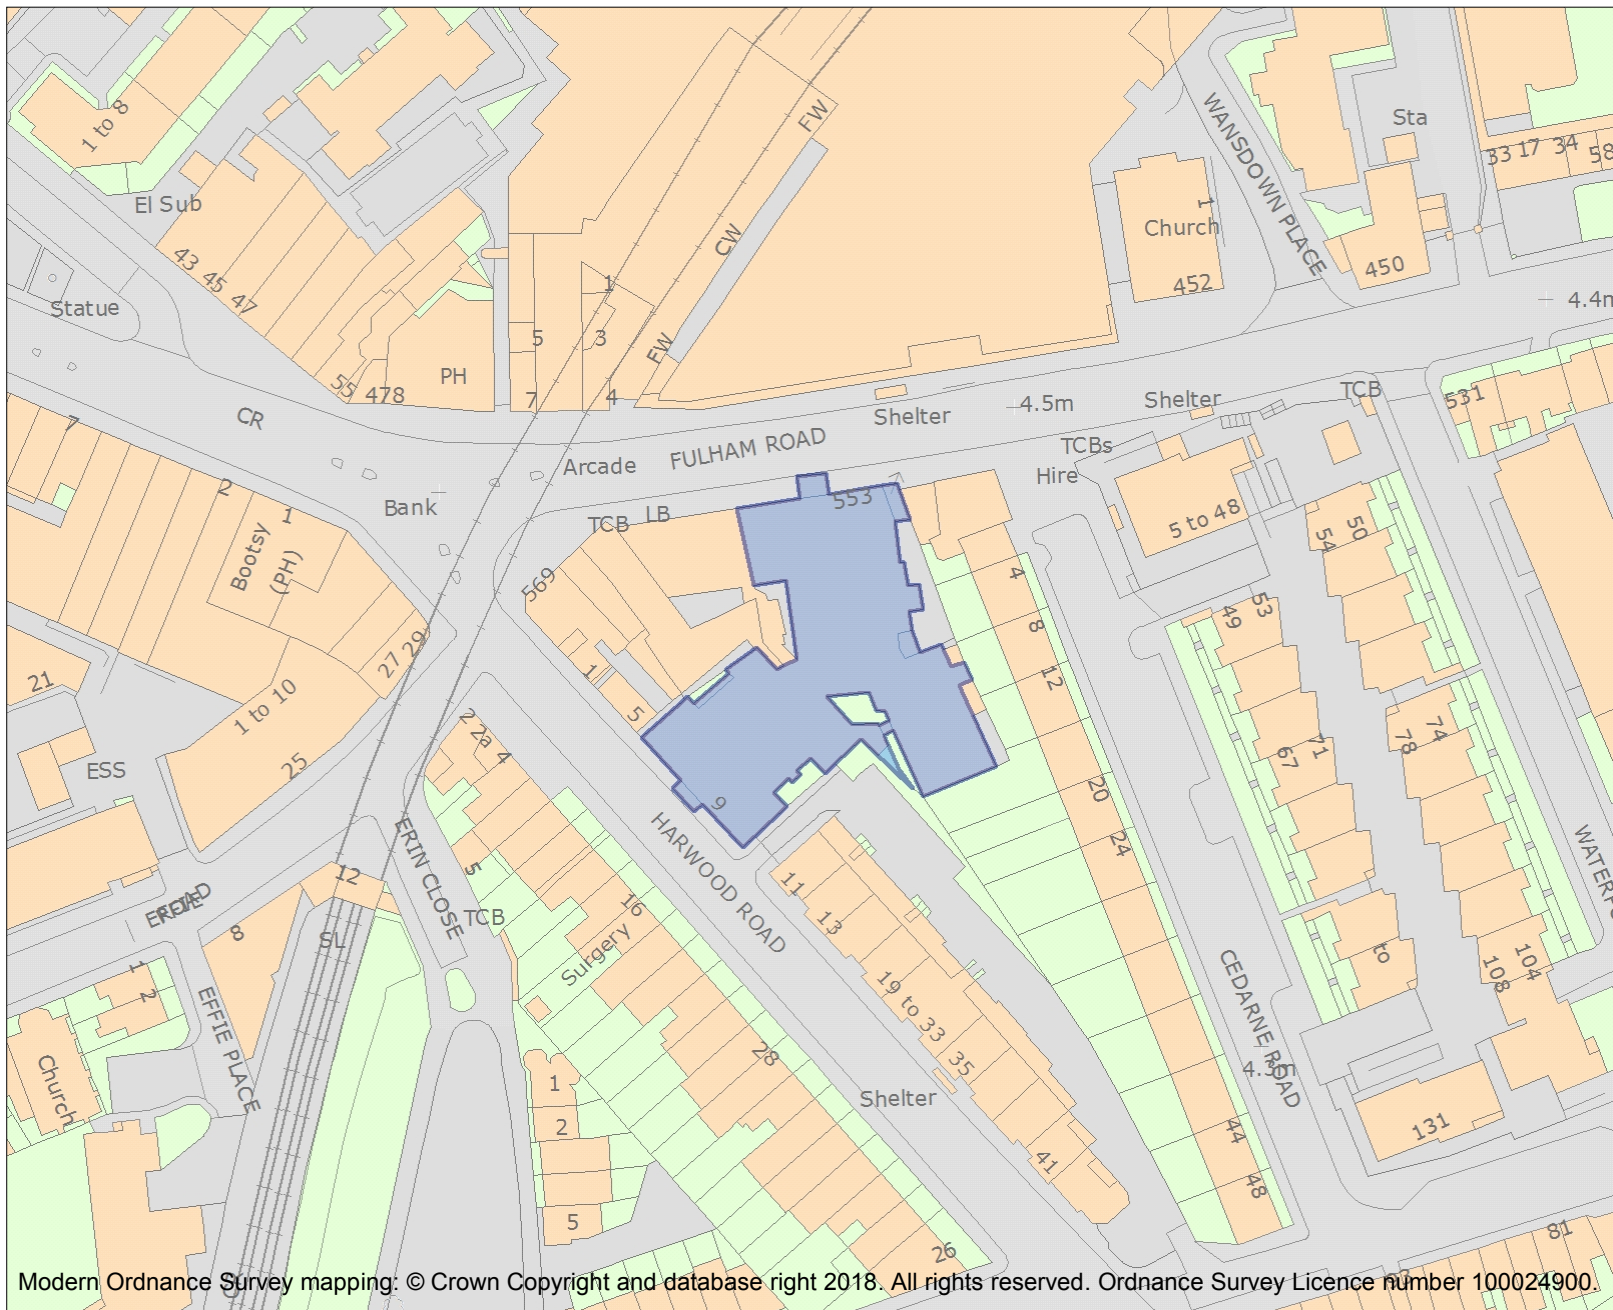 1 to 8
El Sub
43 45 47
Statue
55 478
PH
CR
7
2
1
Bootsy
(PH)
Bank
Arcade
FULHAM ROAD
FW
CW
FW
1
3
5
7
4
Church
1
452
WANSDOWN PLACE
Sta
33 17 34 58
450
4.4m
Shelter
4.5m
Shelter
TCB
531
TCBs
Hire
5 to 48
TCB
LB
553
569
1
5
9
4
8
12
20
24
44
48
54
50
49
53
67
71
78
74
108
104
to
131
81
93
21
27 29
1 to 10
25
ESS
2 2a 4
5
12
ERIN CLOSE
TCB
EFFIE
ROAD
8
SL
1
2
EFFIE PLACE
Church
16
Surgery
28
26
1
2
5
HARWOOD ROAD
11
13
19 to 33
35
41
Shelter
CEDARNE ROAD
4.3m
Modern Ordnance Survey mapping: © Crown Copyright and database right 2018. All rights reserved. Ordnance Survey Licence number 100024900.